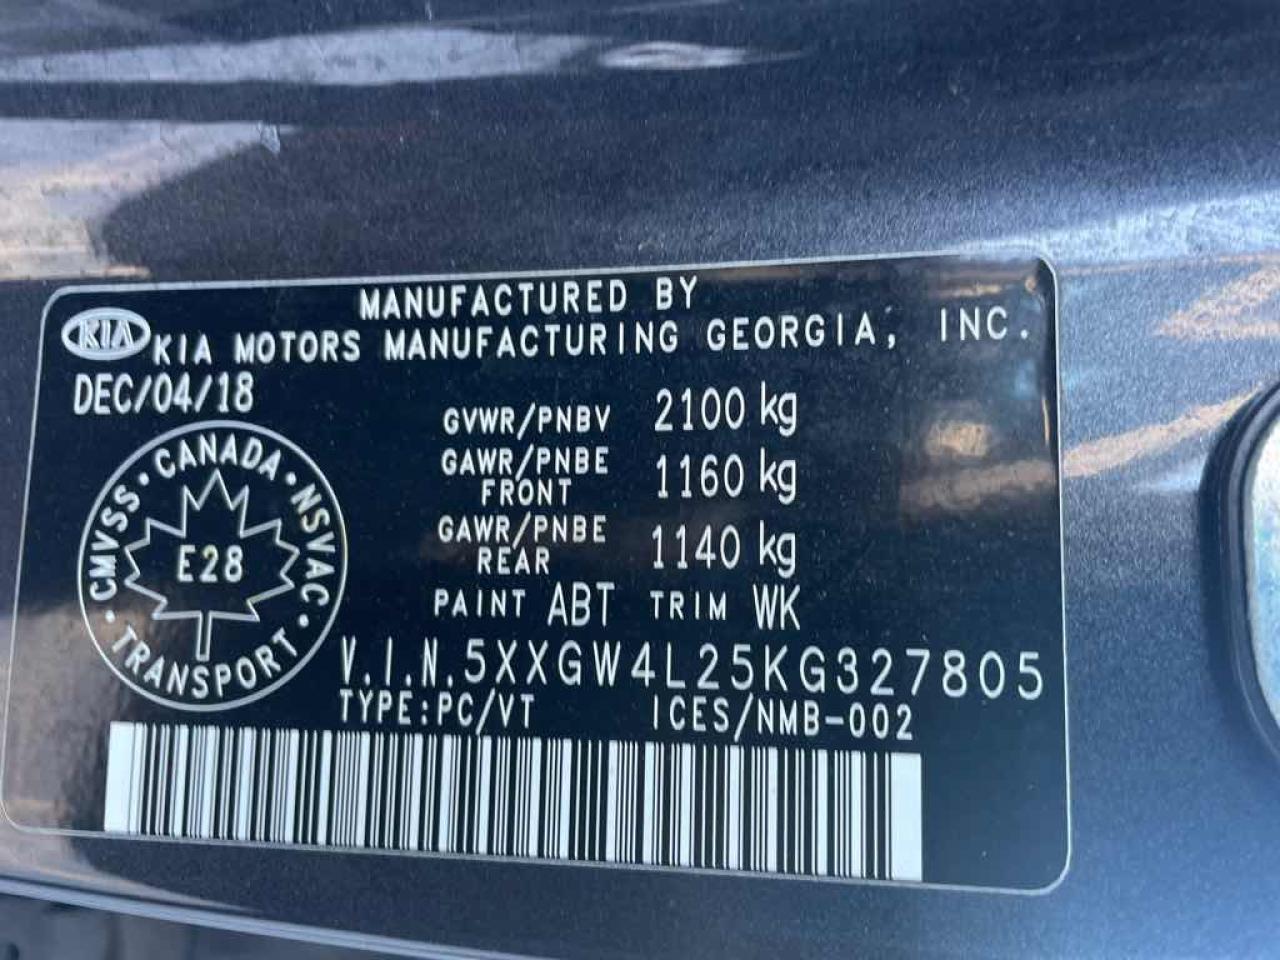 MANUFACTURED BY
KIA KIA MOTORS MANUFACTURING GEORGIA, INC.
DEC/04/18
GVWR/PNBV 2100 kg
GAWR/PNBE FRONT 1160 kg
GAWR/PNBE REAR 1140 kg
PAINT ABT TRIM WK
CMVSS · CANADA · NSVAC · TRANSPORT ·
E28
V.I.N. 5XXGW4L25KG327805
TYPE:PC/VT ICES/NMB-002